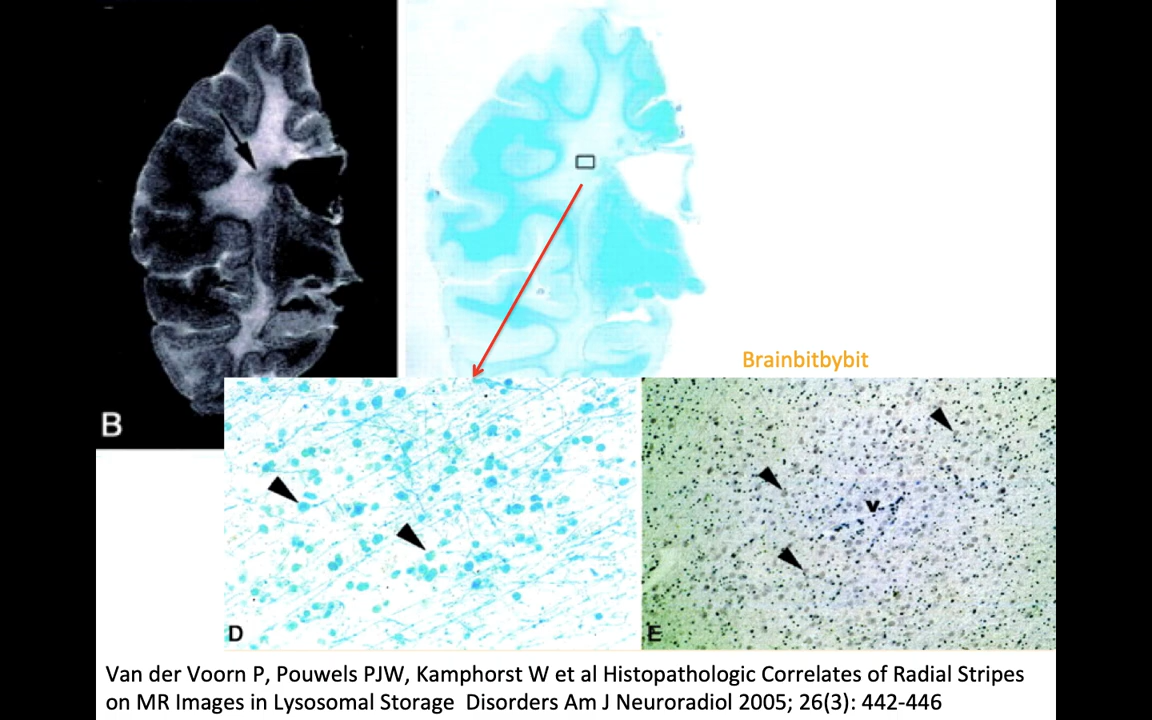 B
Brainbitbybit
v
D
E
Van der Voorn P, Pouwels PJW, Kamphorst W et al Histopathologic Correlates of Radial Stripes
on MR Images in Lysosomal Storage Disorders Am J Neuroradiol 2005; 26(3): 442-446